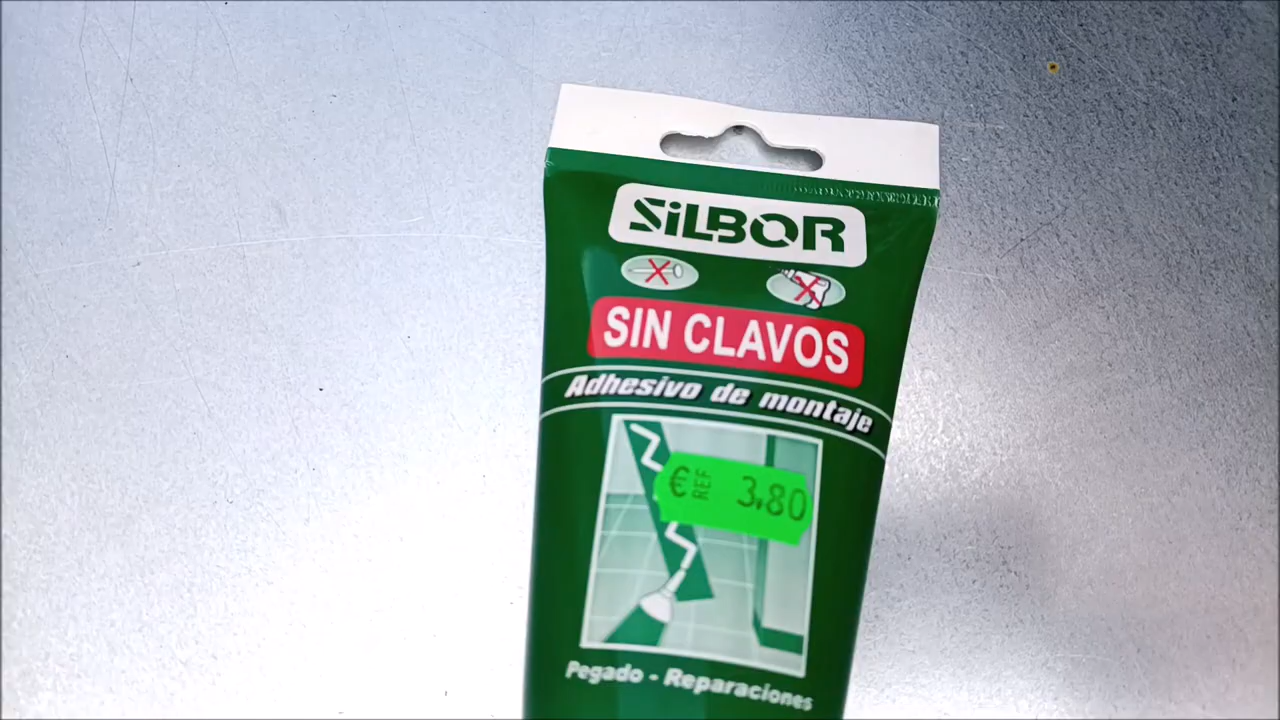 SiLBOR
SIN CLAVOS
Adhesivo de montaje
€ REF 3,80
Pegado - Reparaciones